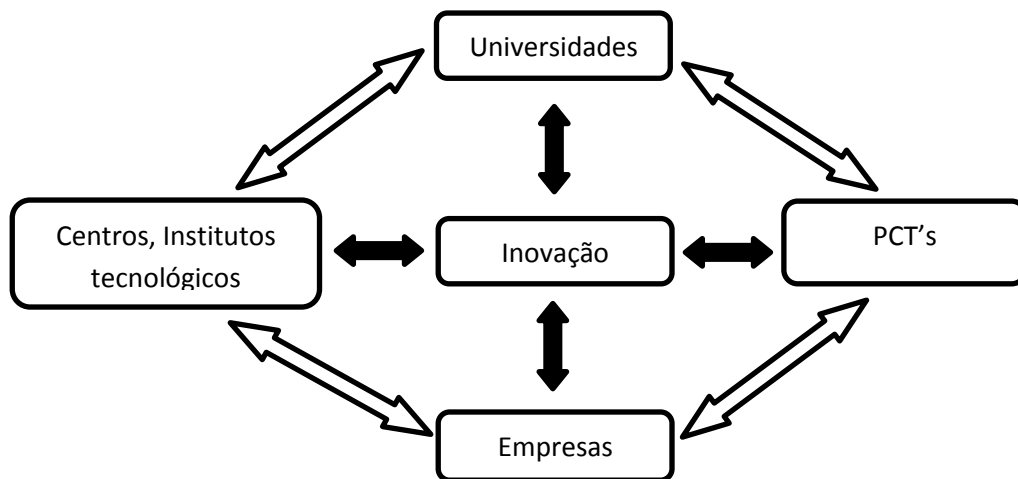 Universidades
Centros, Institutos
tecnológicos
Inovação
PCT’s
Empresas